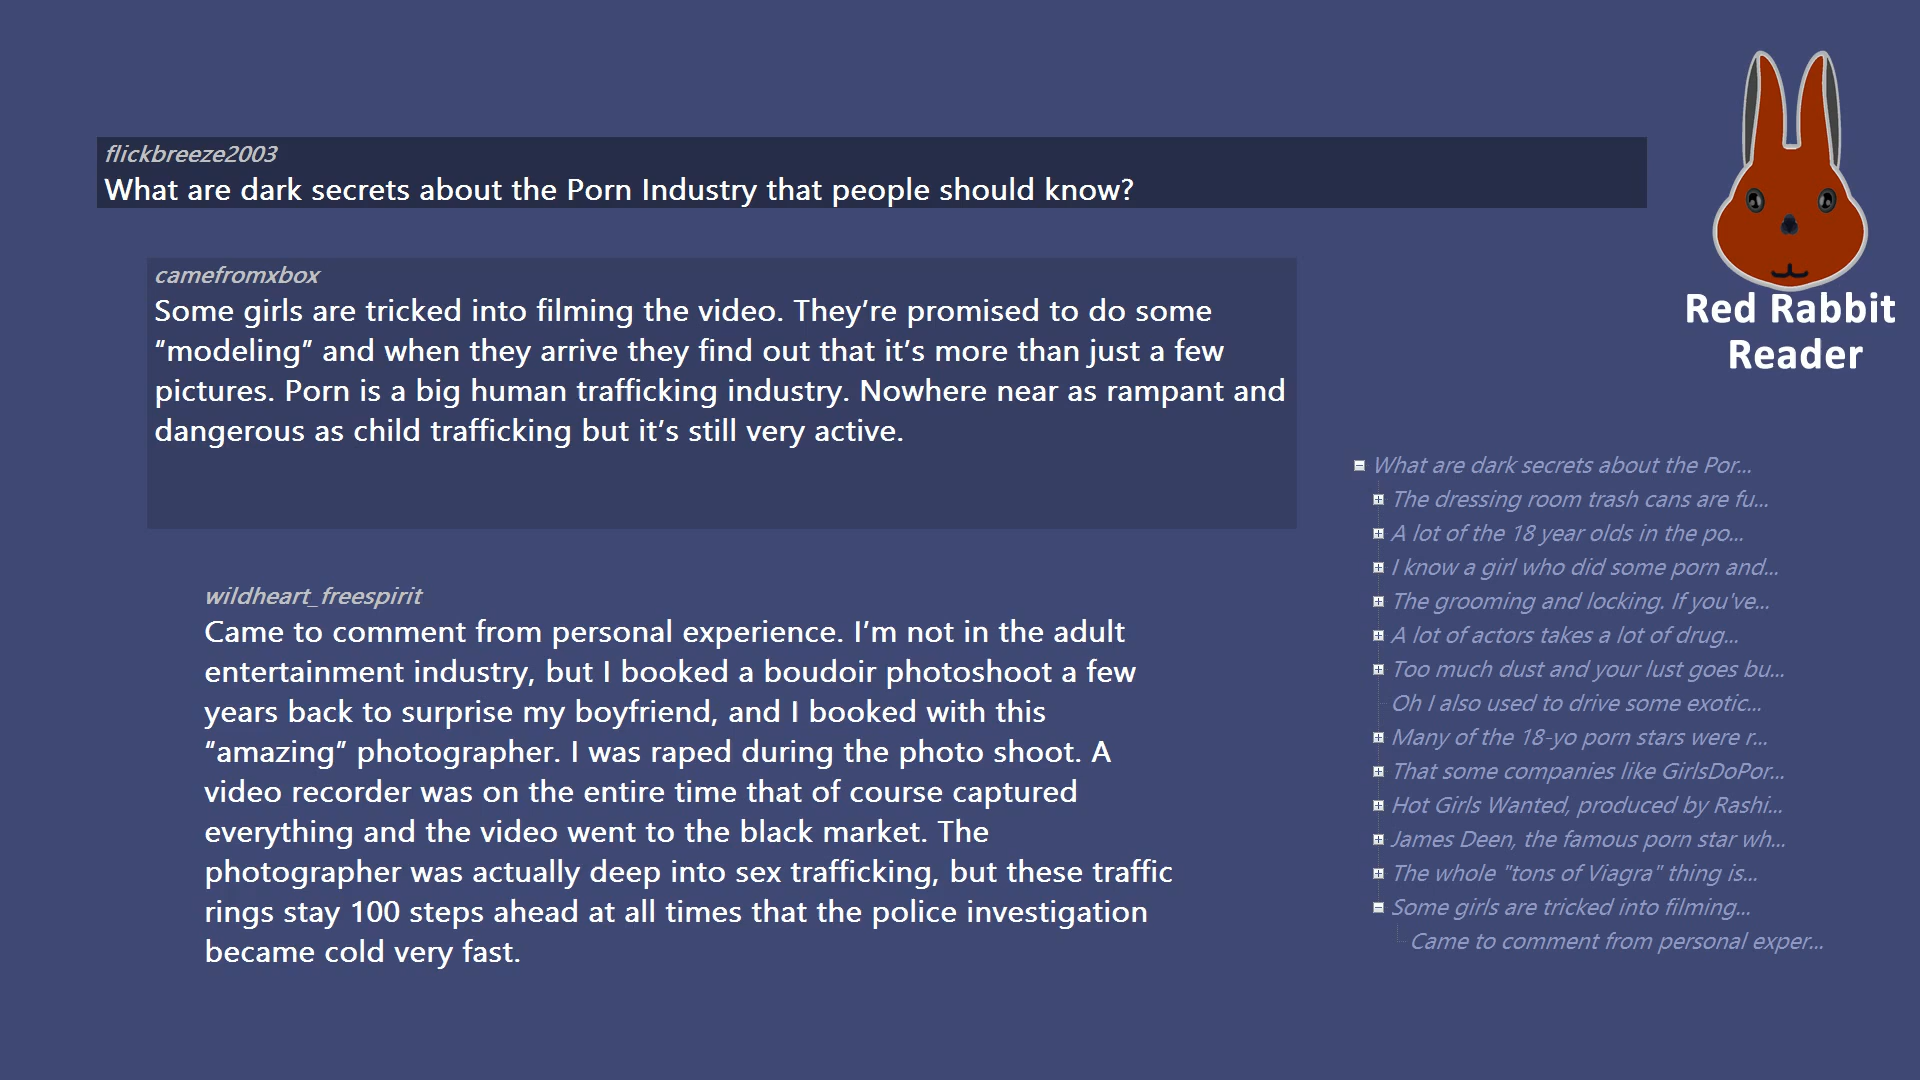 flickbreeze2003
What are dark secrets about the Porn Industry that people should know?
camefromxbox
Some girls are tricked into filming the video. They’re promised to do some
“modeling” and when they arrive they find out that it’s more than just a few
pictures. Porn is a big human trafficking industry. Nowhere near as rampant and
dangerous as child trafficking but it’s still very active.
wildheart_freespirit
Came to comment from personal experience. I’m not in the adult
entertainment industry, but I booked a boudoir photoshoot a few
years back to surprise my boyfriend, and I booked with this
“amazing” photographer. I was raped during the photo shoot. A
video recorder was on the entire time that of course captured
everything and the video went to the black market. The
photographer was actually deep into sex trafficking, but these traffic
rings stay 100 steps ahead at all times that the police investigation
became cold very fast.
Red Rabbit
Reader
What are dark secrets about the Por...
The dressing room trash cans are fu...
A lot of the 18 year olds in the po...
I know a girl who did some porn and...
The grooming and locking. If you've...
A lot of actors takes a lot of drug...
Too much dust and your lust goes bu...
Oh I also used to drive some exotic...
Many of the 18-yo porn stars were r...
That some companies like GirlsDoPor...
Hot Girls Wanted, produced by Rashi...
James Deen, the famous porn star wh...
The whole "tons of Viagra" thing is...
Some girls are tricked into filming...
Came to comment from personal exper...